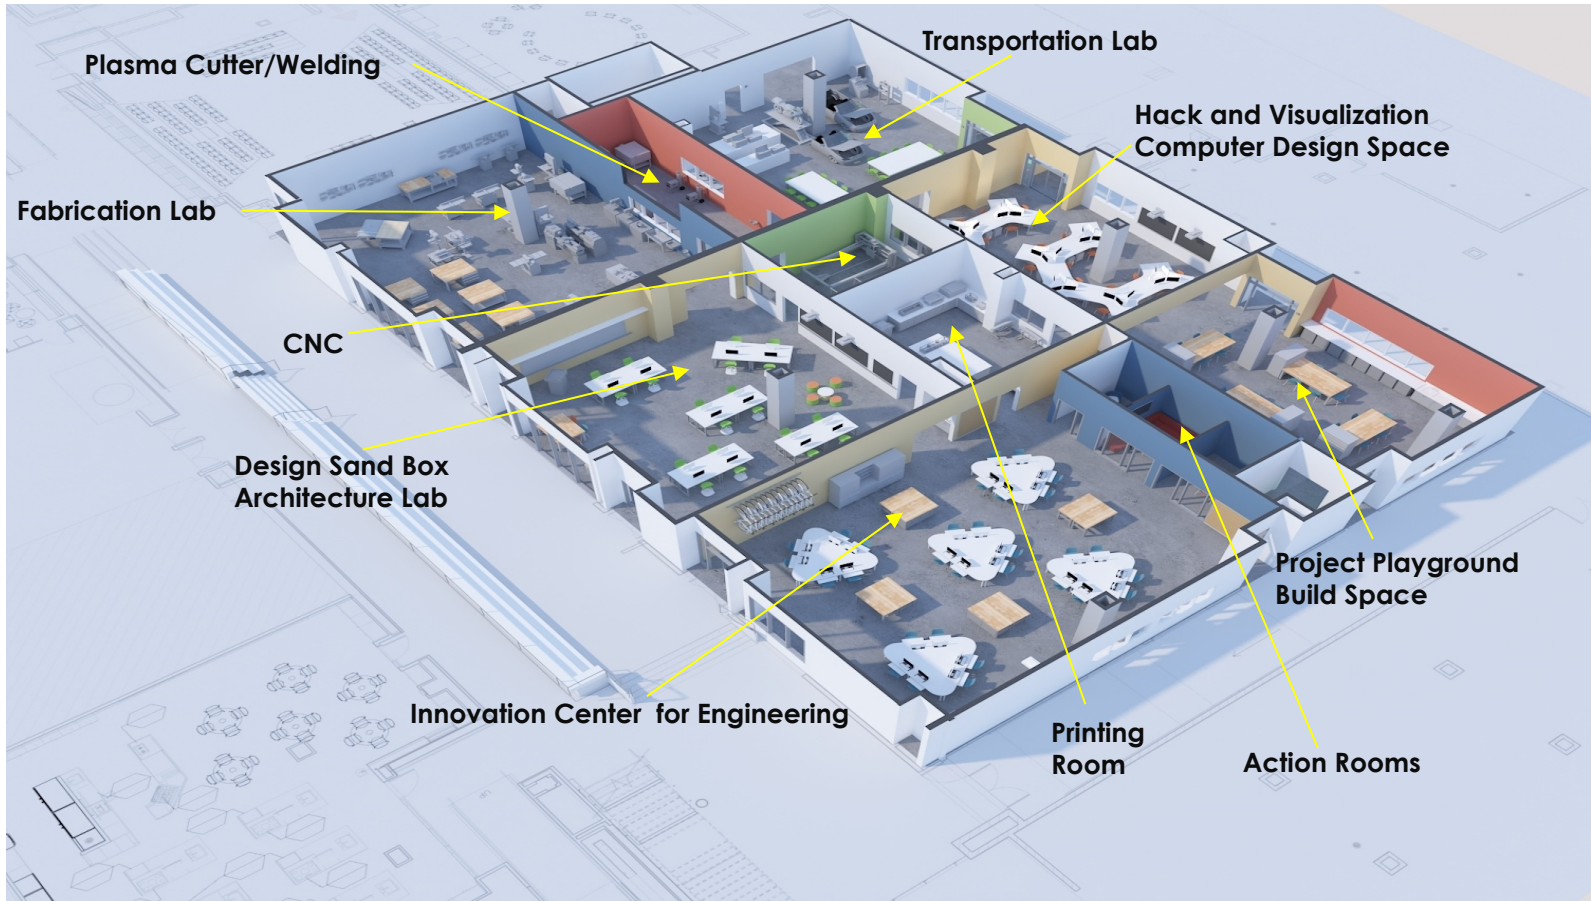 Transportation Lab
Plasma Cutter/Welding
Hack and Visualization
Computer Design Space
Fabrication Lab
CNC
Design Sand Box
Architecture Lab
Project Playground
Build Space
Innovation Center  for Engineering
Printing
Room
Action Rooms